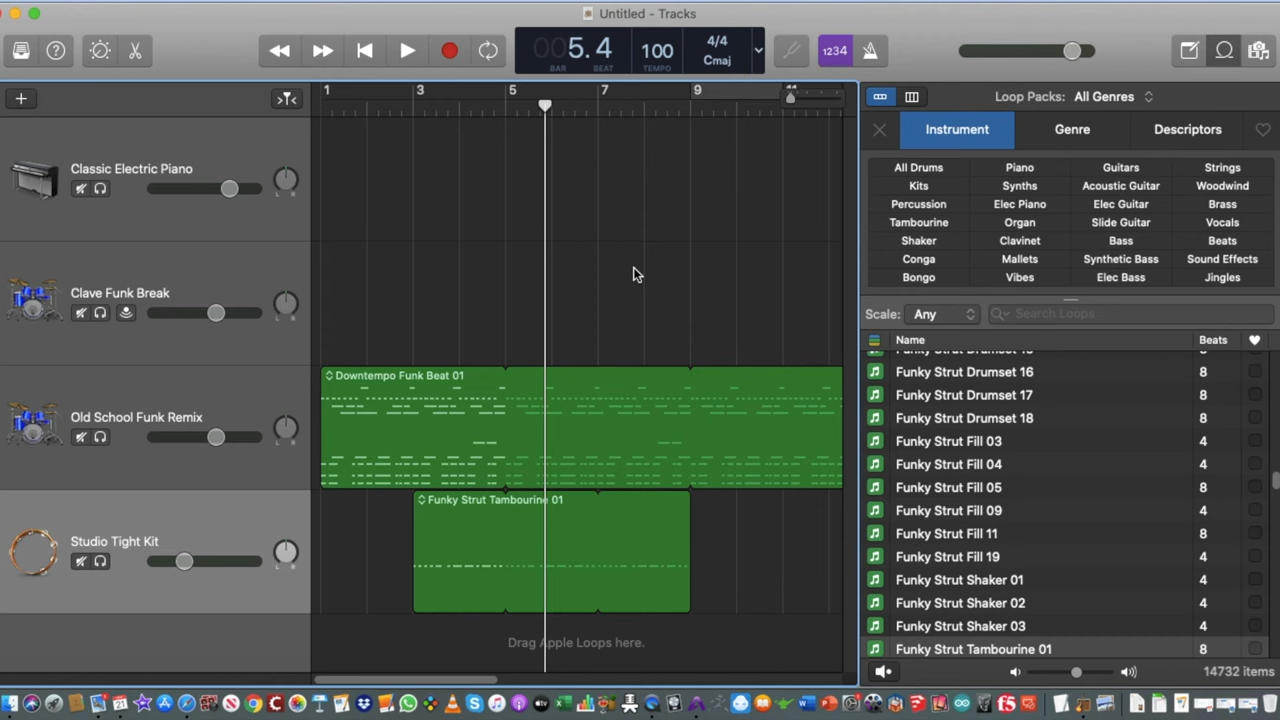 Untitled - Tracks
005.4
BAR BEAT
100
TEMPO
4/4
Cmaj
1234
1 3 5 7 9 11
Loop Packs: All Genres
Instrument Genre Descriptors
Classic Electric Piano
L R
All Drums Piano Guitars Strings
Kits Synths Acoustic Guitar Woodwind
Percussion Elec Piano Elec Guitar Brass
Tambourine Organ Slide Guitar Vocals
Shaker Clavinet Bass Beats
Conga Mallets Synthetic Bass Sound Effects
Bongo Vibes Elec Bass Jingles
Clave Funk Break
L R
Scale: Any Search Loops
Name Beats
Downtempo Funk Beat 01
Old School Funk Remix
L R
Funky Strut Drumset 16 8
Funky Strut Drumset 17 8
Funky Strut Drumset 18 8
Funky Strut Fill 03 4
Funky Strut Fill 04 4
Funky Strut Fill 05 8
Funky Strut Fill 09 4
Funky Strut Fill 11 8
Funky Strut Fill 19 4
Funky Strut Shaker 01 4
Funky Strut Shaker 02 4
Funky Strut Shaker 03 4
Funky Strut Tambourine 01 8
Funky Strut Tambourine 01
Studio Tight Kit
L R
Drag Apple Loops here.
14732 items